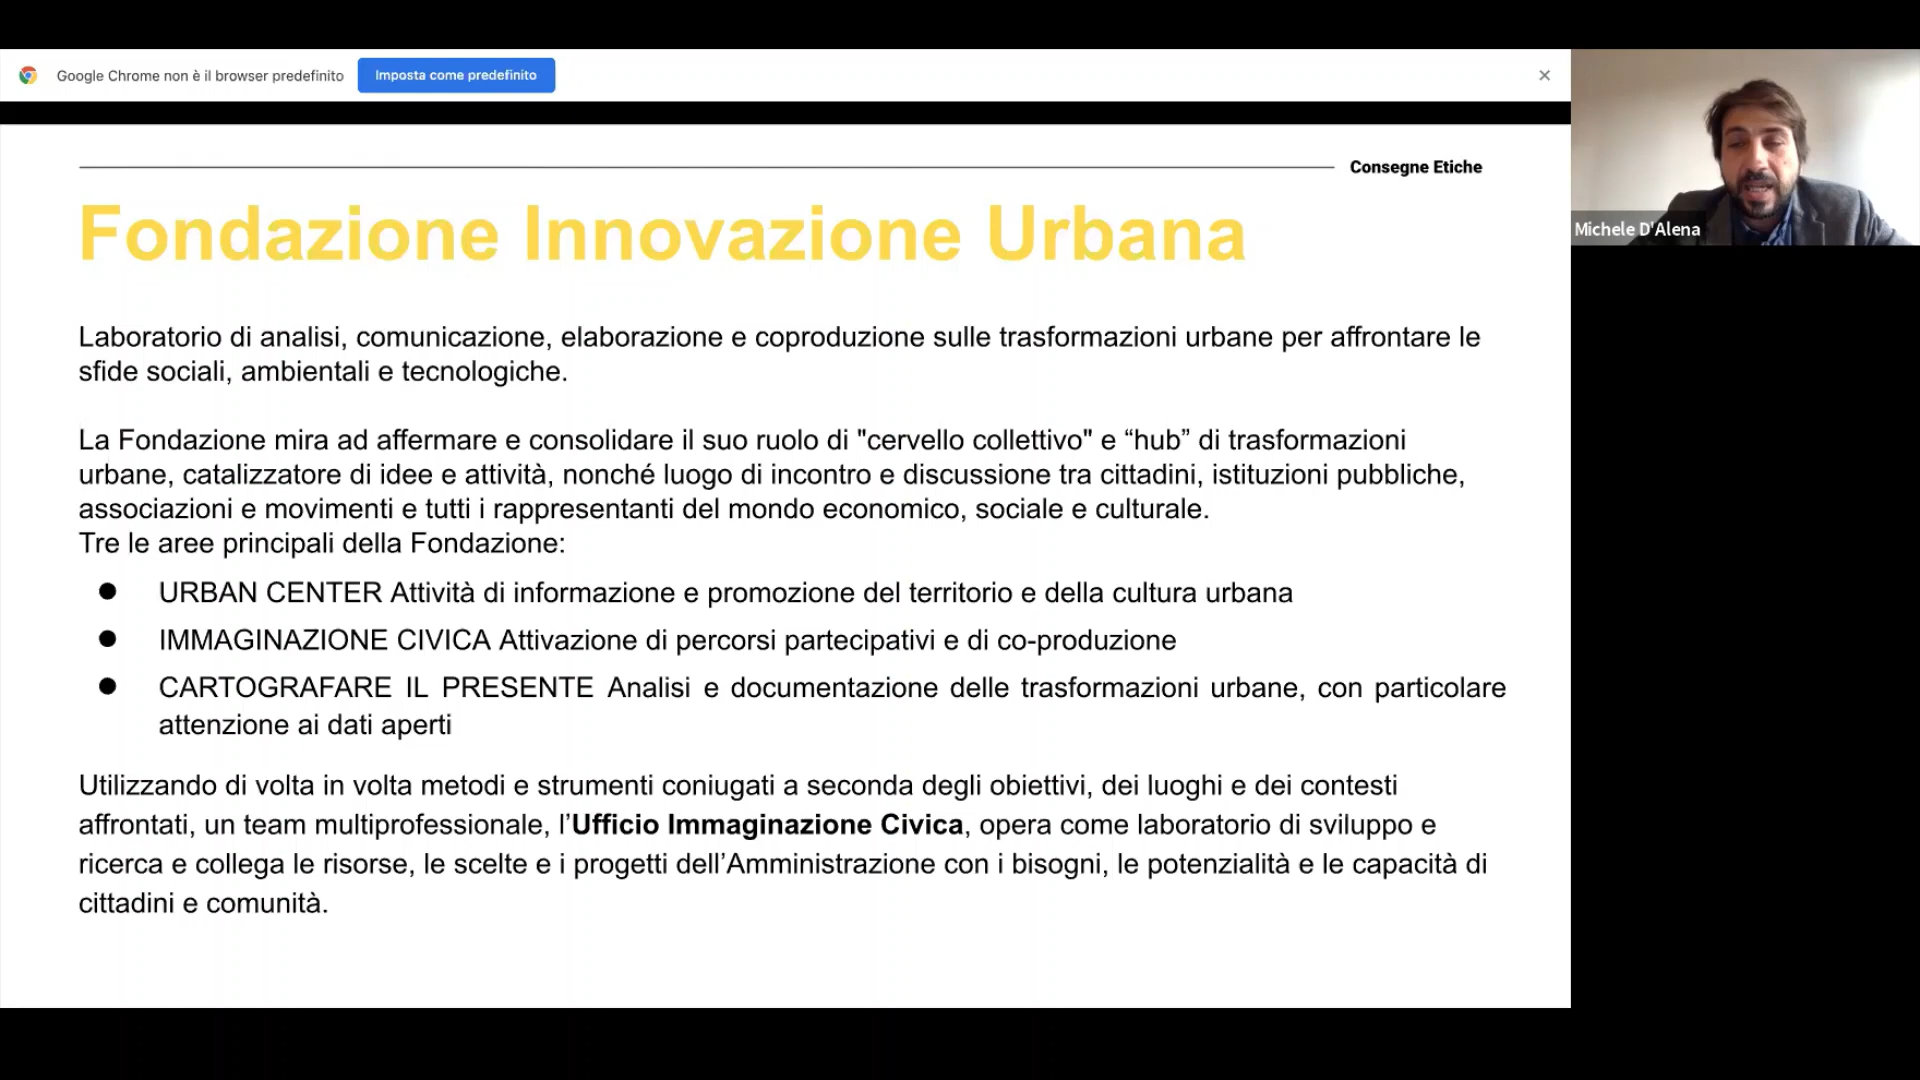 Google Chrome non è il browser predefinito
Imposta come predefinito
Consegne Etiche
Fondazione Innovazione Urbana
Laboratorio di analisi, comunicazione, elaborazione e coproduzione sulle trasformazioni urbane per affrontare le
sfide sociali, ambientali e tecnologiche.
La Fondazione mira ad affermare e consolidare il suo ruolo di "cervello collettivo" e “hub” di trasformazioni
urbane, catalizzatore di idee e attività, nonché luogo di incontro e discussione tra cittadini, istituzioni pubbliche,
associazioni e movimenti e tutti i rappresentanti del mondo economico, sociale e culturale.
Tre le aree principali della Fondazione:
● URBAN CENTER Attività di informazione e promozione del territorio e della cultura urbana
● IMMAGINAZIONE CIVICA Attivazione di percorsi partecipativi e di co-produzione
● CARTOGRAFARE IL PRESENTE Analisi e documentazione delle trasformazioni urbane, con particolare
attenzione ai dati aperti
Utilizzando di volta in volta metodi e strumenti coniugati a seconda degli obiettivi, dei luoghi e dei contesti
affrontati, un team multiprofessionale, l’Ufficio Immaginazione Civica, opera come laboratorio di sviluppo e
ricerca e collega le risorse, le scelte e i progetti dell’Amministrazione con i bisogni, le potenzialità e le capacità di
cittadini e comunità.
Michele D'Alena